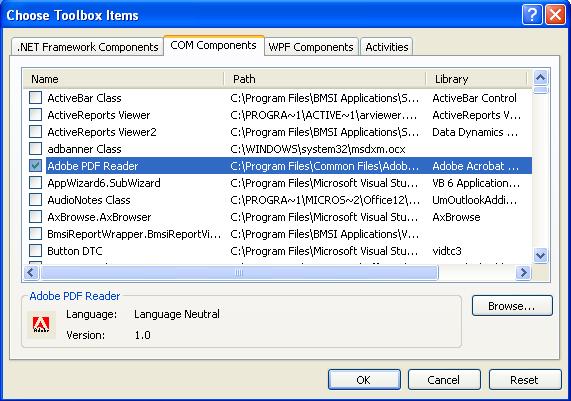 Choose Toolbox Items
.NET Framework Components COM Components WPF Components Activities
Name Path Library
ActiveBar Class C:\Program Files\BMSI Applications\S... ActiveBar Control
ActiveReports Viewer C:\PROGRA~1\ACTIVE~1\arviewer.... ActiveReports V...
ActiveReports Viewer2 C:\Program Files\BMSI Applications\S... Data Dynamics ...
adbanner Class C:\WINDOWS\system32\msdxm.ocx
Adobe PDF Reader C:\Program Files\Common Files\Adob... Adobe Acrobat ...
AppWizard6.SubWizard C:\Program Files\Microsoft Visual Stu... VB 6 Application...
AudioNotes Class C:\PROGRA~1\MICROS~2\Office12\... UmOutlookAddi...
AxBrowse.AxBrowser C:\Program Files\Microsoft Visual Stu... AxBrowse
BmsiReportWrapper.BmsiReportVi... C:\Program Files\BMSI Applications\V...
Button DTC C:\Program Files\Microsoft Visual Stu... vidtc3
Adobe PDF Reader
Language: Language Neutral
Version: 1.0
Adobe
Browse...
OK Cancel Reset